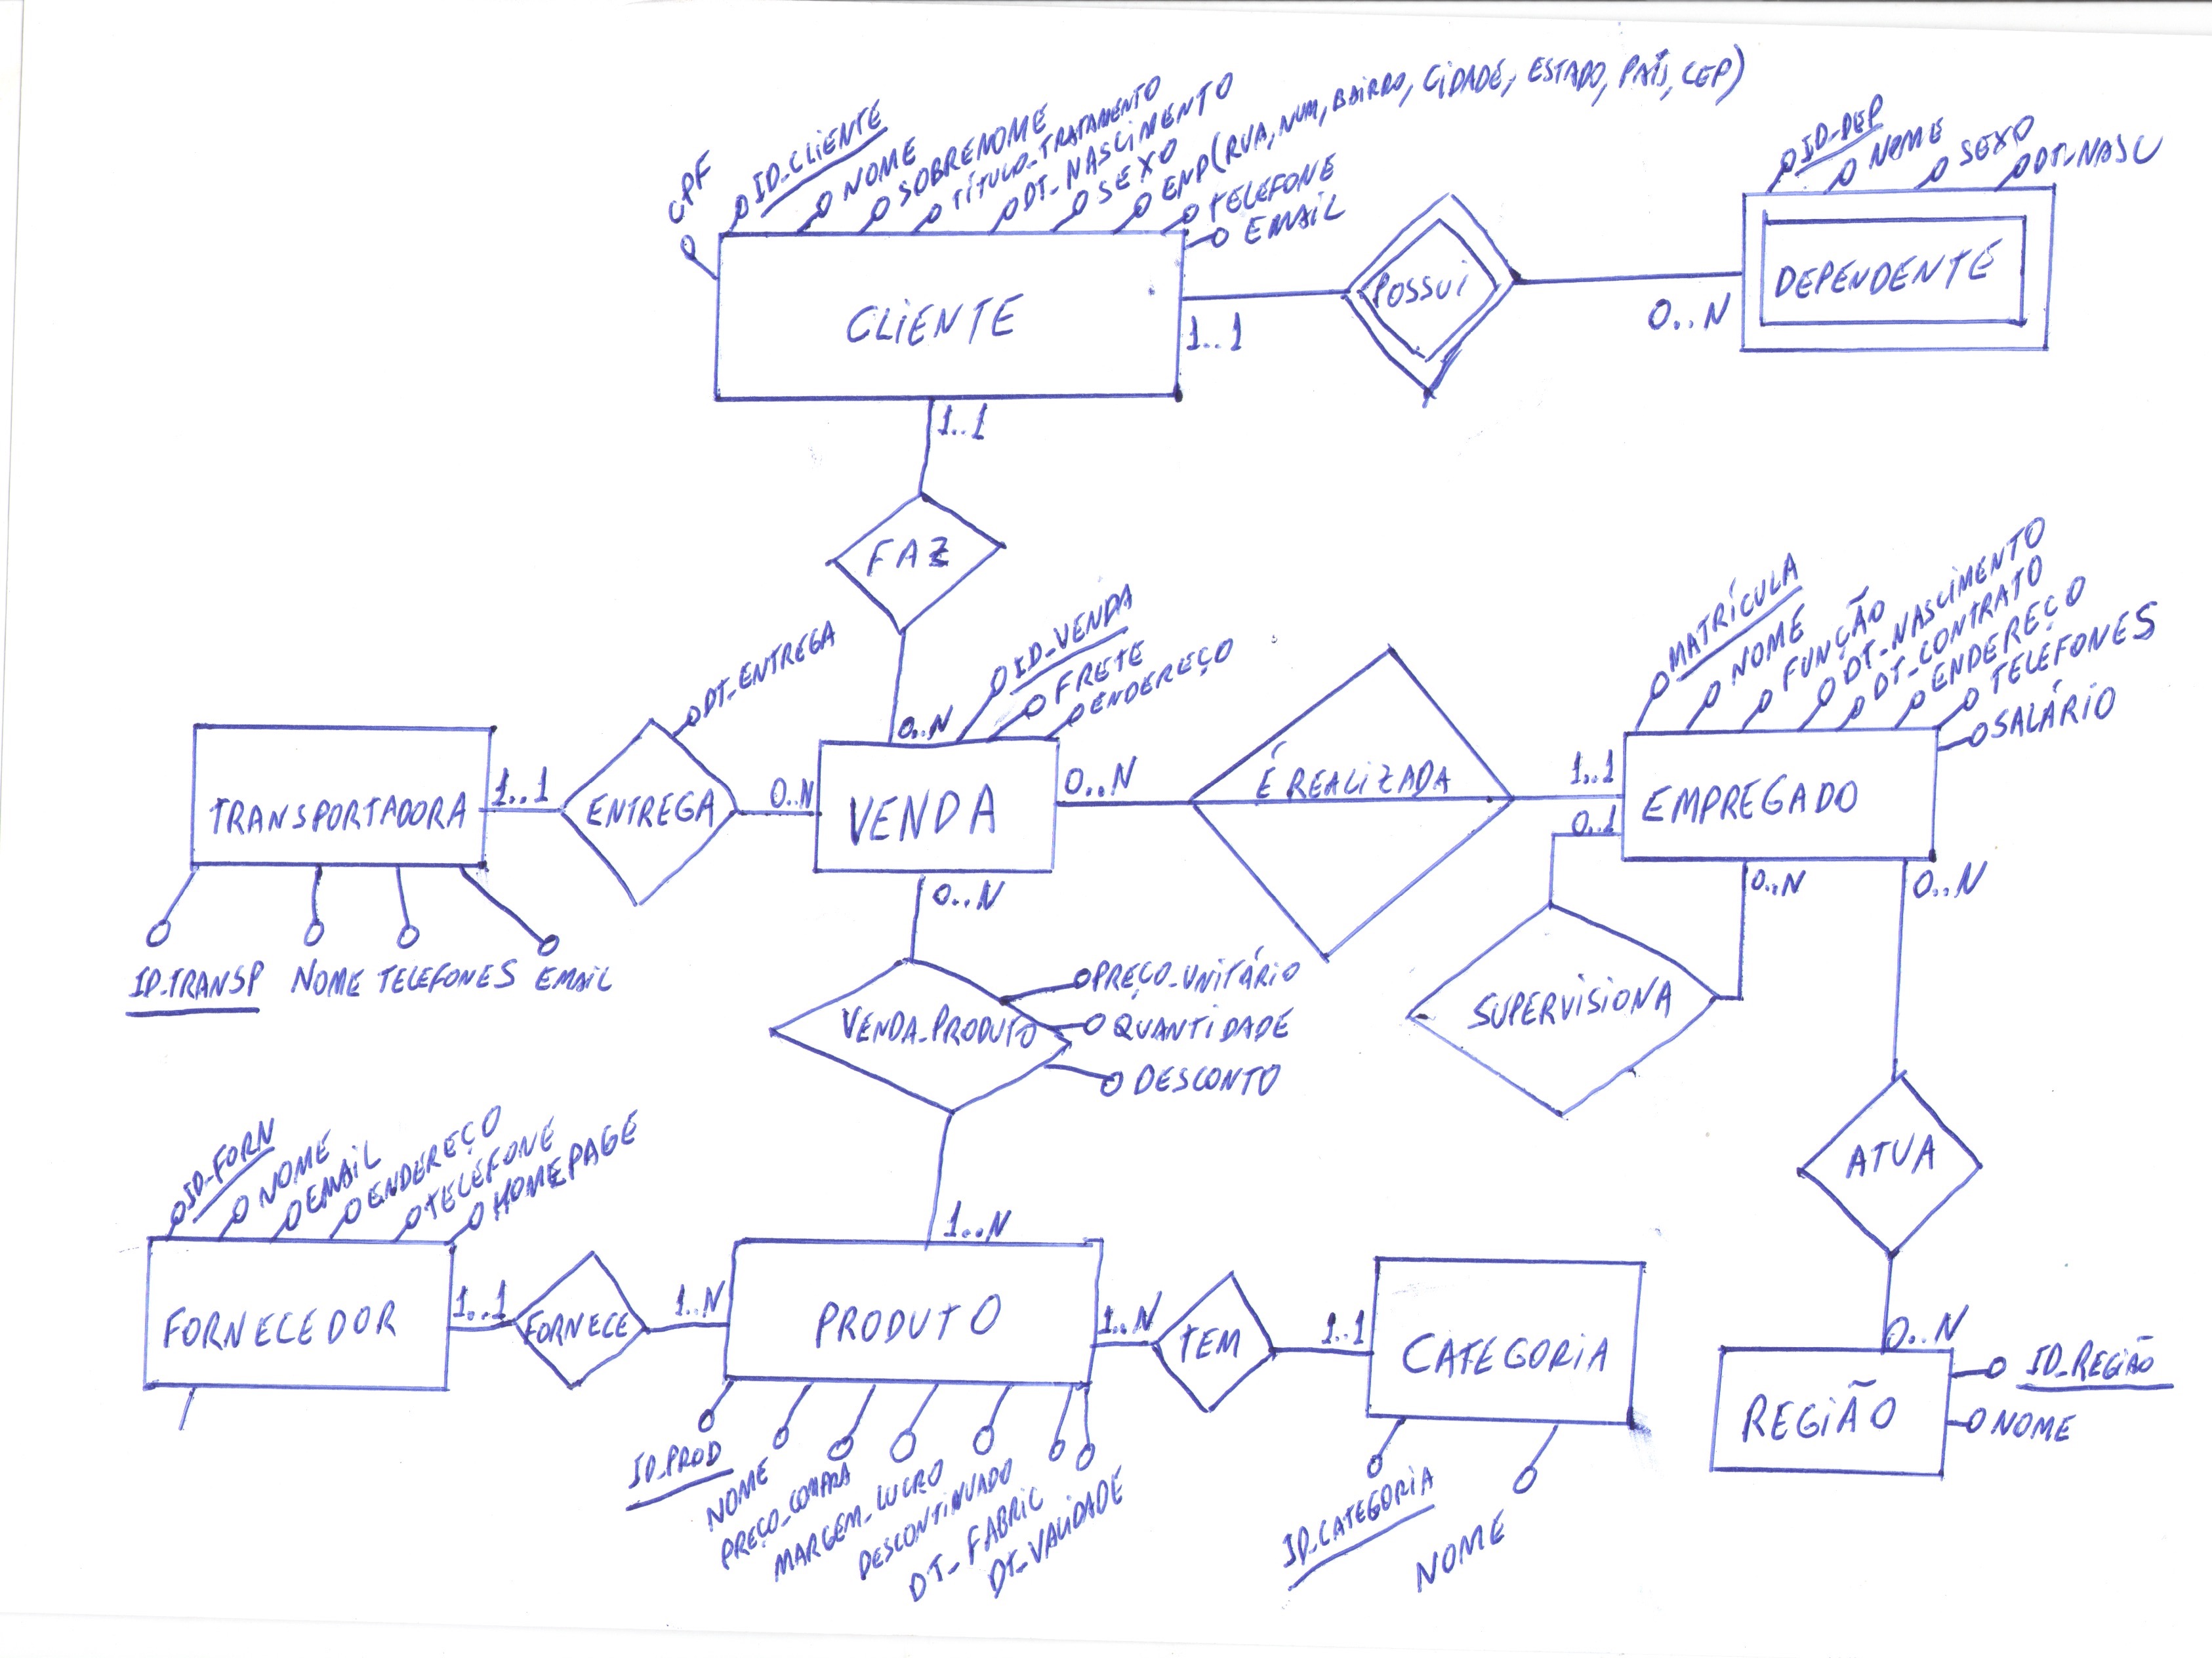 CPF
ID_CLIENTE
NOME
SOBRENOME
TÍTULO_TRATAMENTO
DT_NASCIMENTO
SEXO
END(RUA, NUM, BAIRRO, CIDADE, ESTADO, PAÍS, CEP)
TELEFONE
EMAIL
CLIENTE
1..1
POSSUI
0..N
ID_DEP
NOME
SEXO
DT_NASC
DEPENDENTE
1..1
FAZ
0..N
DT_ENTREGA
ID_VENDA
FRETE
ENDEREÇO
MATRÍCULA
NOME
FUNÇÃO
DT_NASCIMENTO
DT_CONTRATO
ENDEREÇO
TELEFONES
SALÁRIO
TRANSPORTADORA
1..1
ENTREGA
0..N
VENDA
0..N
É REALIZADA
1..1
EMPREGADO
0..1
0..N
0..N
ID_TRANSP
NOME
TELEFONES
EMAIL
0..N
VENDA_PRODUTO
PREÇO_UNITÁRIO
QUANTIDADE
DESCONTO
SUPERVISIONA
ATUA
ID_FORN
NOME
EMAIL
ENDEREÇO
TELEFONE
HOMEPAGE
FORNECEDOR
1..1
FORNECE
1..N
1..N
PRODUTO
1..N
TEM
1..1
CATEGORIA
0..N
REGIÃO
ID_REGIÃO
NOME
ID_PROD
NOME
PREÇO_COMPRA
MARGEM_LUCRO
DESCONTINUADO
DT_FABRIC
DT_VALIDADE
ID_CATEGORIA
NOME